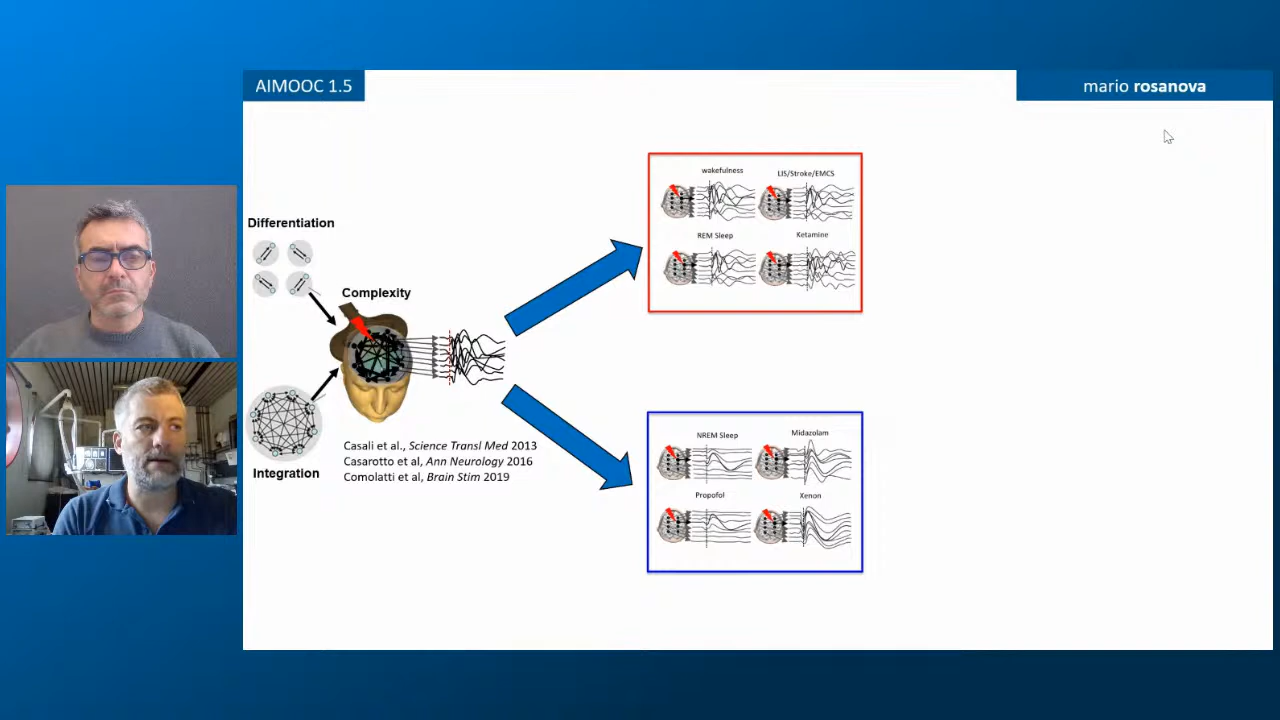 AIMOOC 1.5
mario rosanova
Differentiation
Complexity
Integration
Casali et al., Science Transl Med 2013
Casarotto et al, Ann Neurology 2016
Comolatti et al, Brain Stim 2019
wakefulness
LIS/Stroke/EMCS
REM Sleep
Ketamine
NREM Sleep
Midazolam
Propofol
Xenon